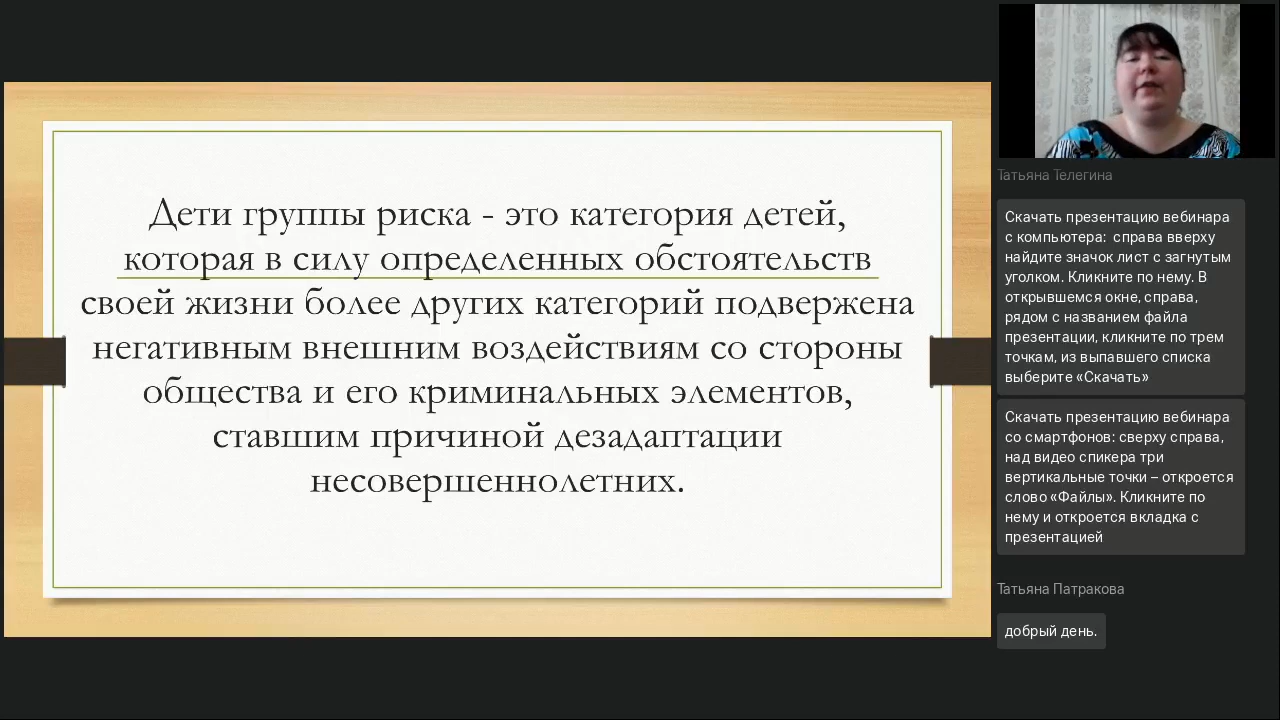 Дети группы риска - это категория детей,
которая в силу определенных обстоятельств
своей жизни более других категорий подвержена
негативным внешним воздействиям со стороны
общества и его криминальных элементов,
ставшим причиной дезадаптации
несовершеннолетних.
Татьяна Телегина
Скачать презентацию вебинара
с компьютера:  справа вверху
найдите значок лист с загнутым
уголком. Кликните по нему. В
открывшемся окне, справа,
рядом с названием файла
презентации, кликните по трем
точкам, из выпавшего списка
выберите «Скачать»
Скачать презентацию вебинара
со смартфонов: сверху справа,
над видео спикера три
вертикальные точки – откроется
слово «Файлы». Кликните по
нему и откроется вкладка с
презентацией
Татьяна Патракова
добрый день.